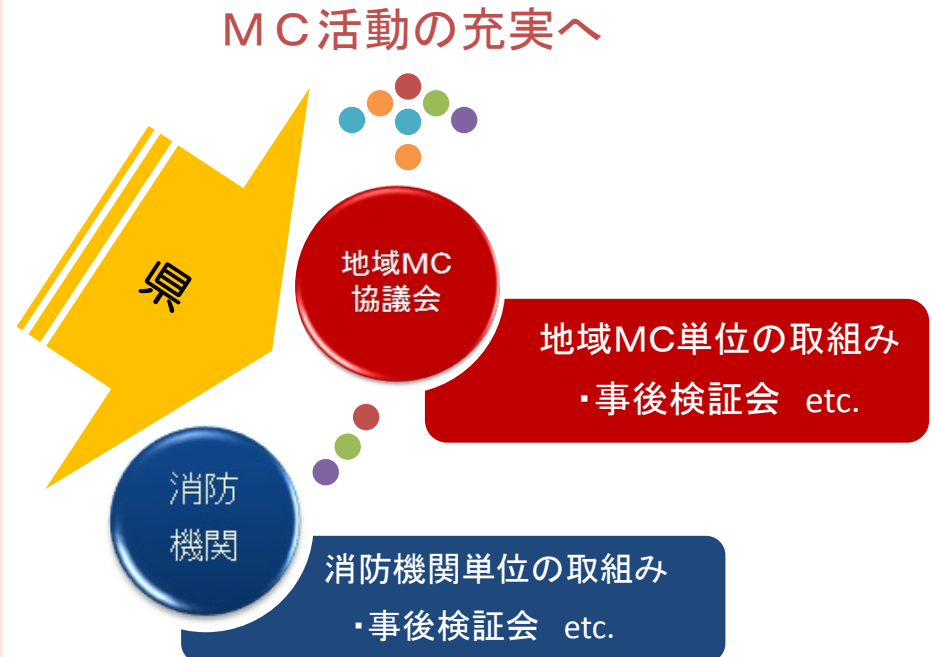 ＭＣ活動の充実へ
県
地域MC
協議会
地域MC単位の取組み
・事後検証会 etc.
消防
機関
消防機関単位の取組み
・事後検証会 etc.